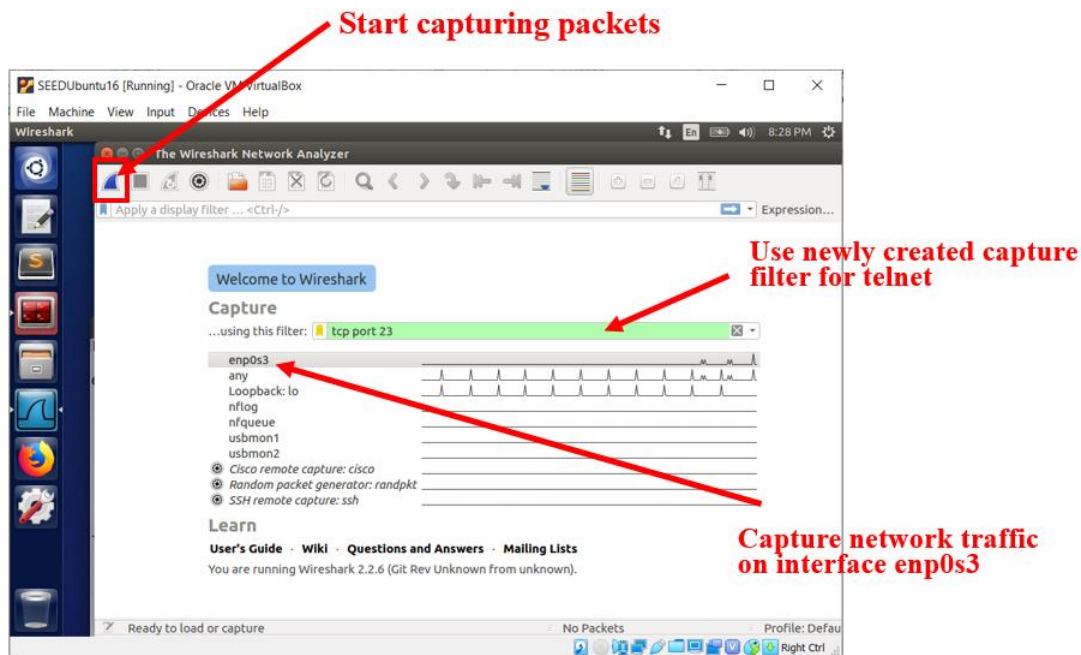 Start capturing packets
SEEDUbuntu16 [Running] - Oracle VM VirtualBox
File Machine View Input Devices Help
Wireshark
En
8:28 PM
The Wireshark Network Analyzer
Apply a display filter ... <Ctrl-/>
Expression...
Use newly created capture
filter for telnet
Welcome to Wireshark
Capture
...using this filter:
tcp port 23
enp0s3
any
Loopback: lo
nflog
nfqueue
usbmon1
usbmon2
Cisco remote capture: cisco
Random packet generator: randpkt
SSH remote capture: ssh
Capture network traffic
on interface enp0s3
Learn
User's Guide · Wiki · Questions and Answers · Mailing Lists
You are running Wireshark 2.2.6 (Git Rev Unknown from unknown).
Ready to load or capture
No Packets
Profile: Defau
Right Ctrl